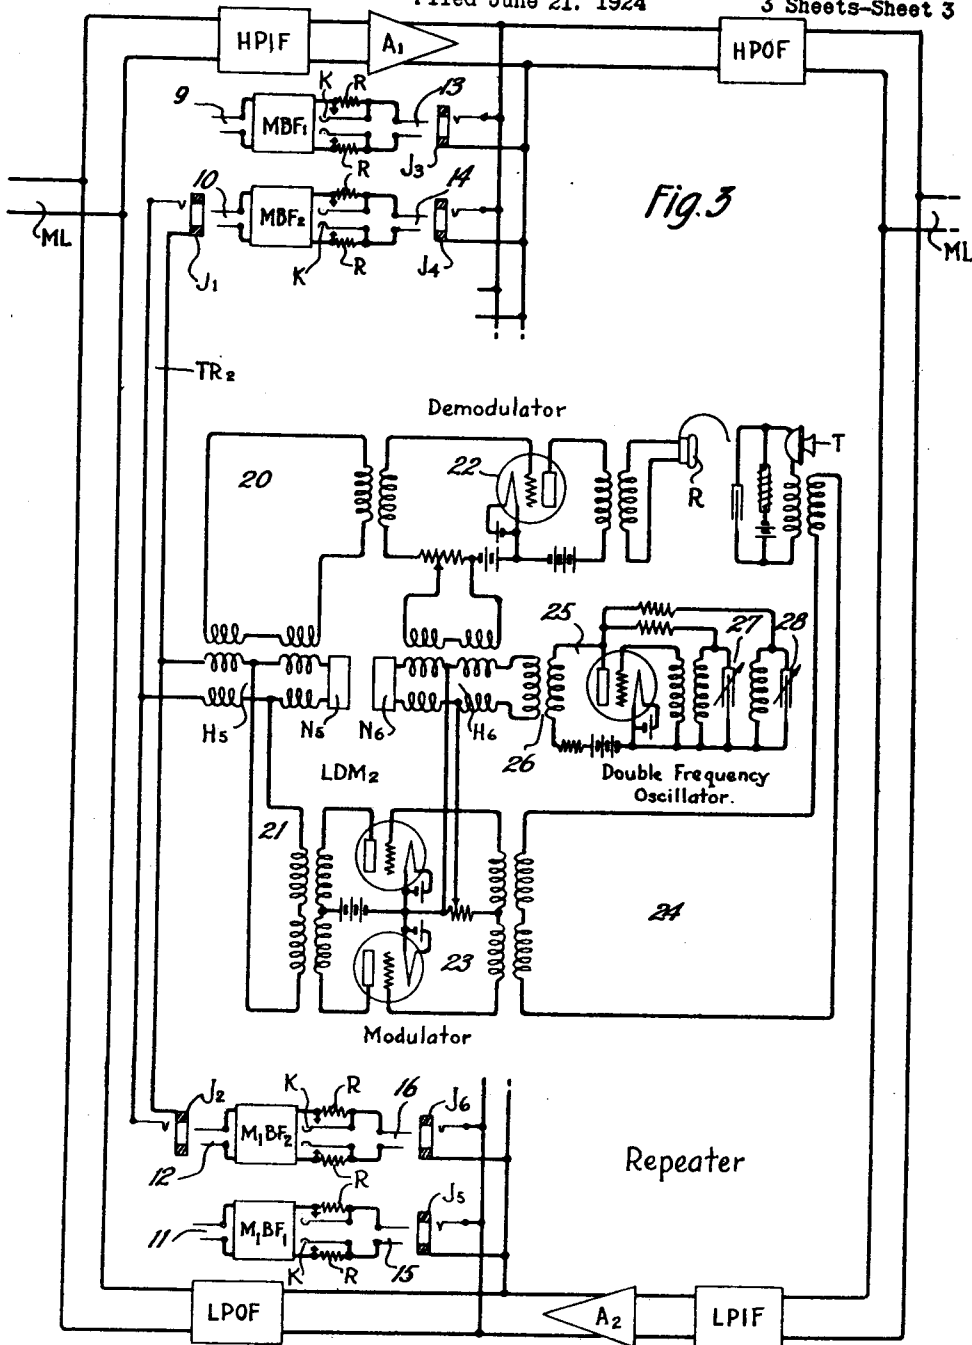 Filed June 21. 1924 3 Sheets-Sheet 3
HPIF A₁ HPOF
9 MBF₁ K R 13
R J₃
10 MBF₂ R 14 Fig. 3
ML K R J₄ ML
J₁
TR₂
Demodulator
20 22 R T
25 27 28
H₅ N₅ N₆ H₆ 26
LDM₂ Double Frequency
Oscillator.
21
23 24
Modulator
J₂ K R 16 J₆
M₁BF₂ Repeater
12 R
R J₅
11 M₁BF₁
K R 15
LPOF A₂ LPIF